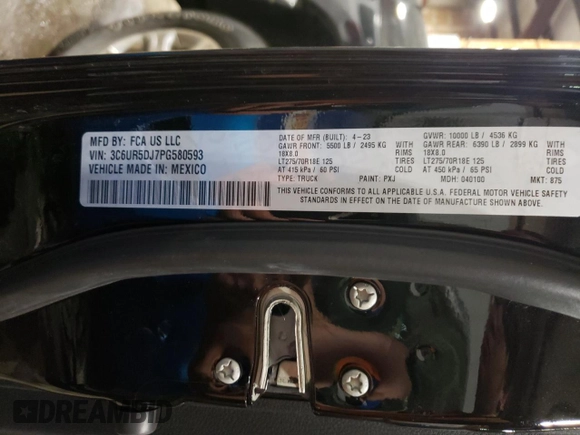 MFD BY: FCA US LLC
VIN: 3C6UR5DJ7PG580593
VEHICLE MADE IN: MEXICO
DATE OF MFR (BUILT): 4-23 GVWR: 10000 LB / 4536 KG
GAWR FRONT: 5500 LB / 2495 KG WITH GAWR REAR: 6390 LB / 2899 KG WITH
18X8.0 RIMS 18X8.0 RIMS
LT275/70R18E 125 TIRES LT275/70R18E 125 TIRES
AT 415 kPa / 60 PSI COLD AT 450 kPa / 65 PSI COLD
TYPE: TRUCK PAINT: PXJ MDH: 040100 MKT: 875
THIS VEHICLE CONFORMS TO ALL APPLICABLE U.S.A. FEDERAL MOTOR VEHICLE SAFETY
STANDARDS IN EFFECT ON THE DATE OF MANUFACTURE SHOWN ABOVE.
DREAMBID